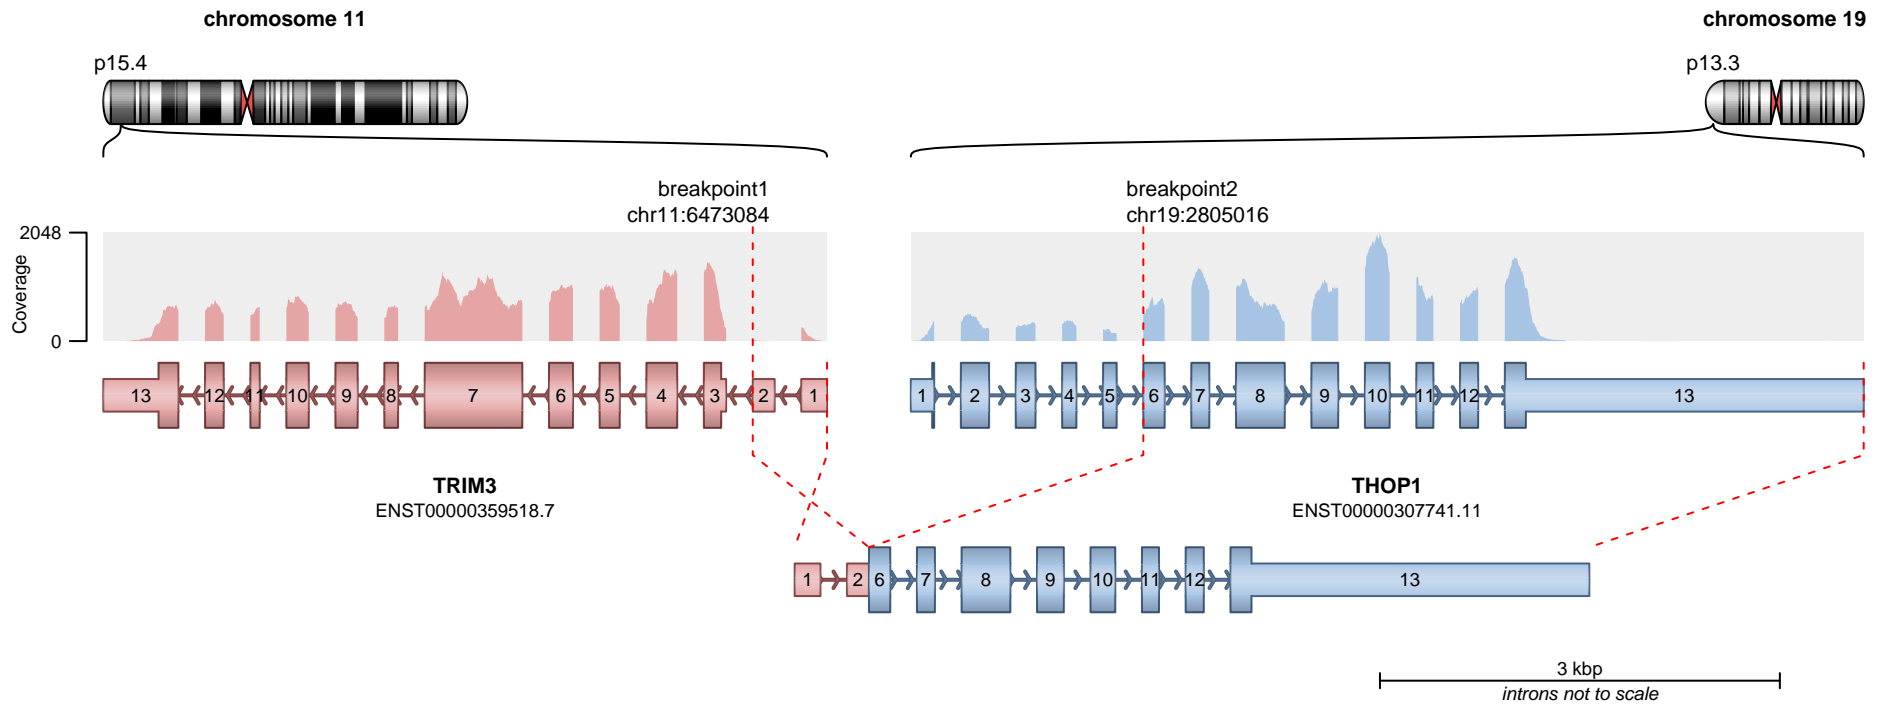 chromosome 11
chromosome 19
p15.4
p13.3
breakpoint1
chr11:6473084
breakpoint2
chr19:2805016
2048
Coverage
0
13 12 11 10 9 8 7 6 5 4 3 2 1
1 2 3 4 5 6 7 8 9 10 11 12 13
TRIM3
ENST00000359518.7
THOP1
ENST00000307741.11
1 2 6 7 8 9 10 11 12 13
3 kbp
introns not to scale